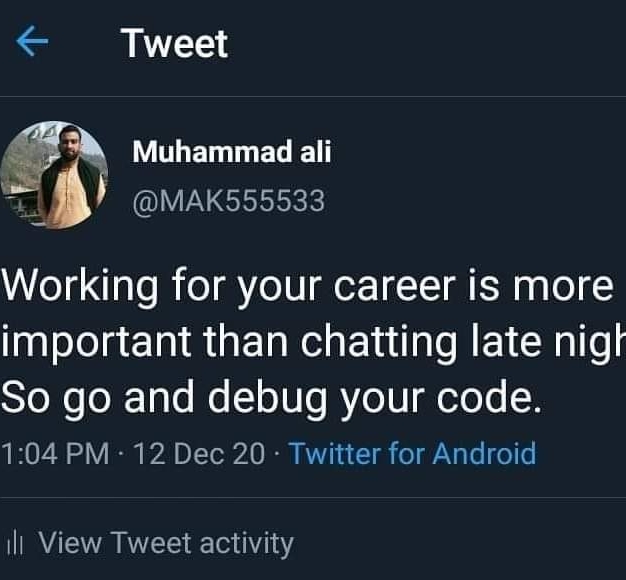 Tweet
Muhammad ali
@MAK555533
Working for your career is more
important than chatting late
So go and debug your code.
1:04 PM · 12 Dec 20 · Twitter for Android
View Tweet activity